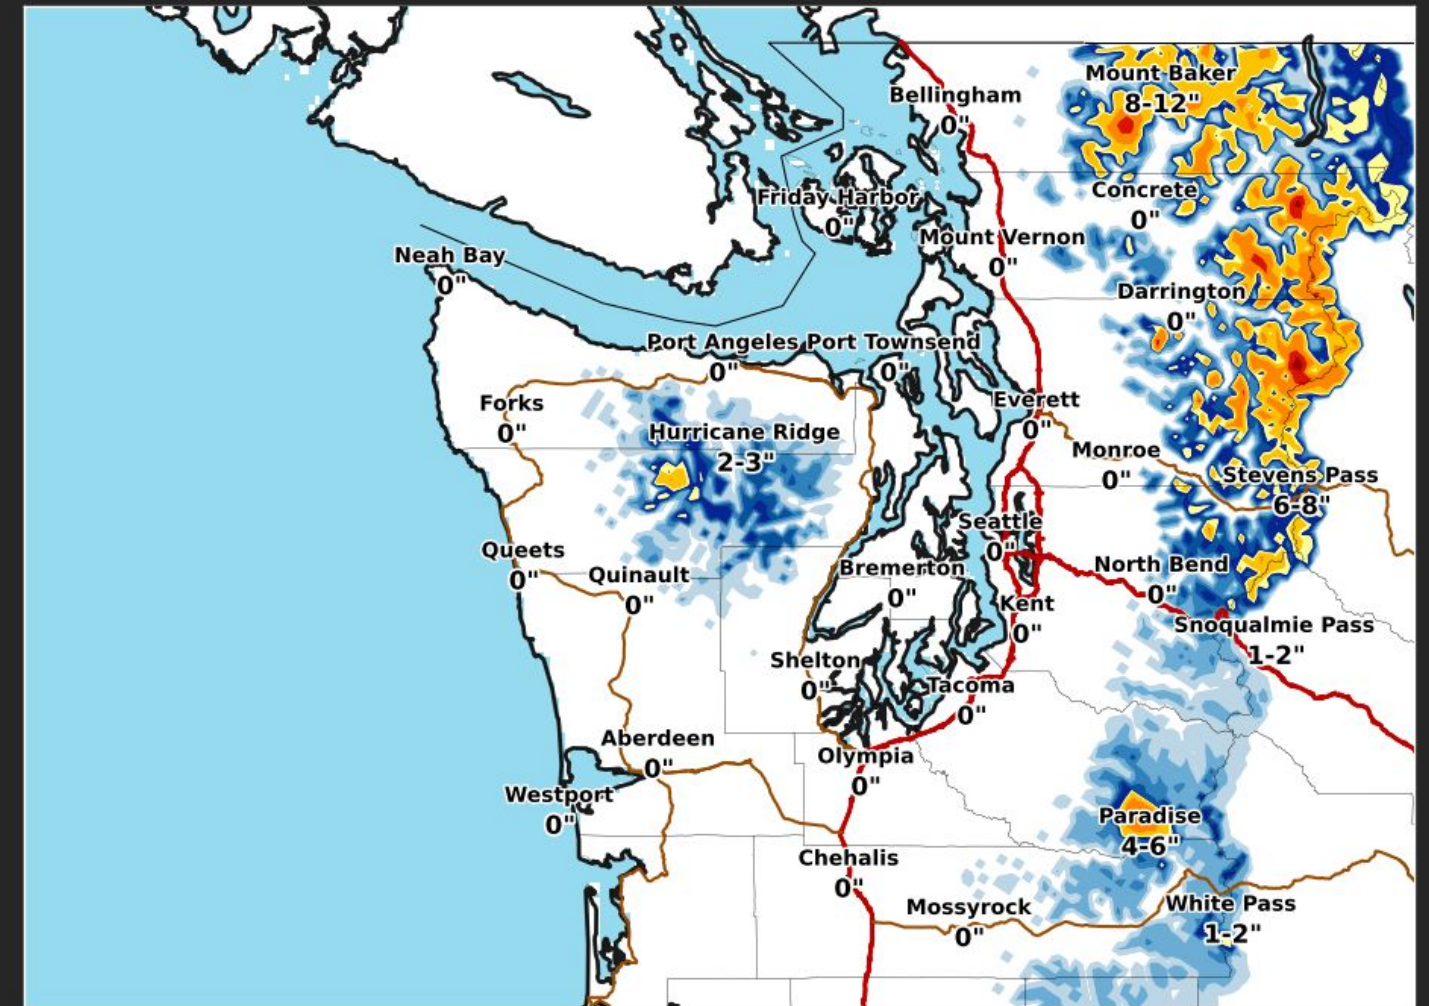 Mount Baker
8-12"
Bellingham
0"
Concrete
0"
Friday Harbor
0"
Mount Vernon
0"
Neah Bay
0"
Darrington
0"
Port Angeles
0"
Port Townsend
0"
Forks
0"
Everett
0"
Hurricane Ridge
2-3"
Monroe
0"
Stevens Pass
6-8"
Seattle
0"
Queets
0"
Quinault
0"
Bremerton
0"
North Bend
0"
Kent
0"
Snoqualmie Pass
1-2"
Shelton
0"
Tacoma
0"
Aberdeen
0"
Olympia
0"
Westport
0"
Paradise
4-6"
Chehalis
0"
Mossyrock
0"
White Pass
1-2"